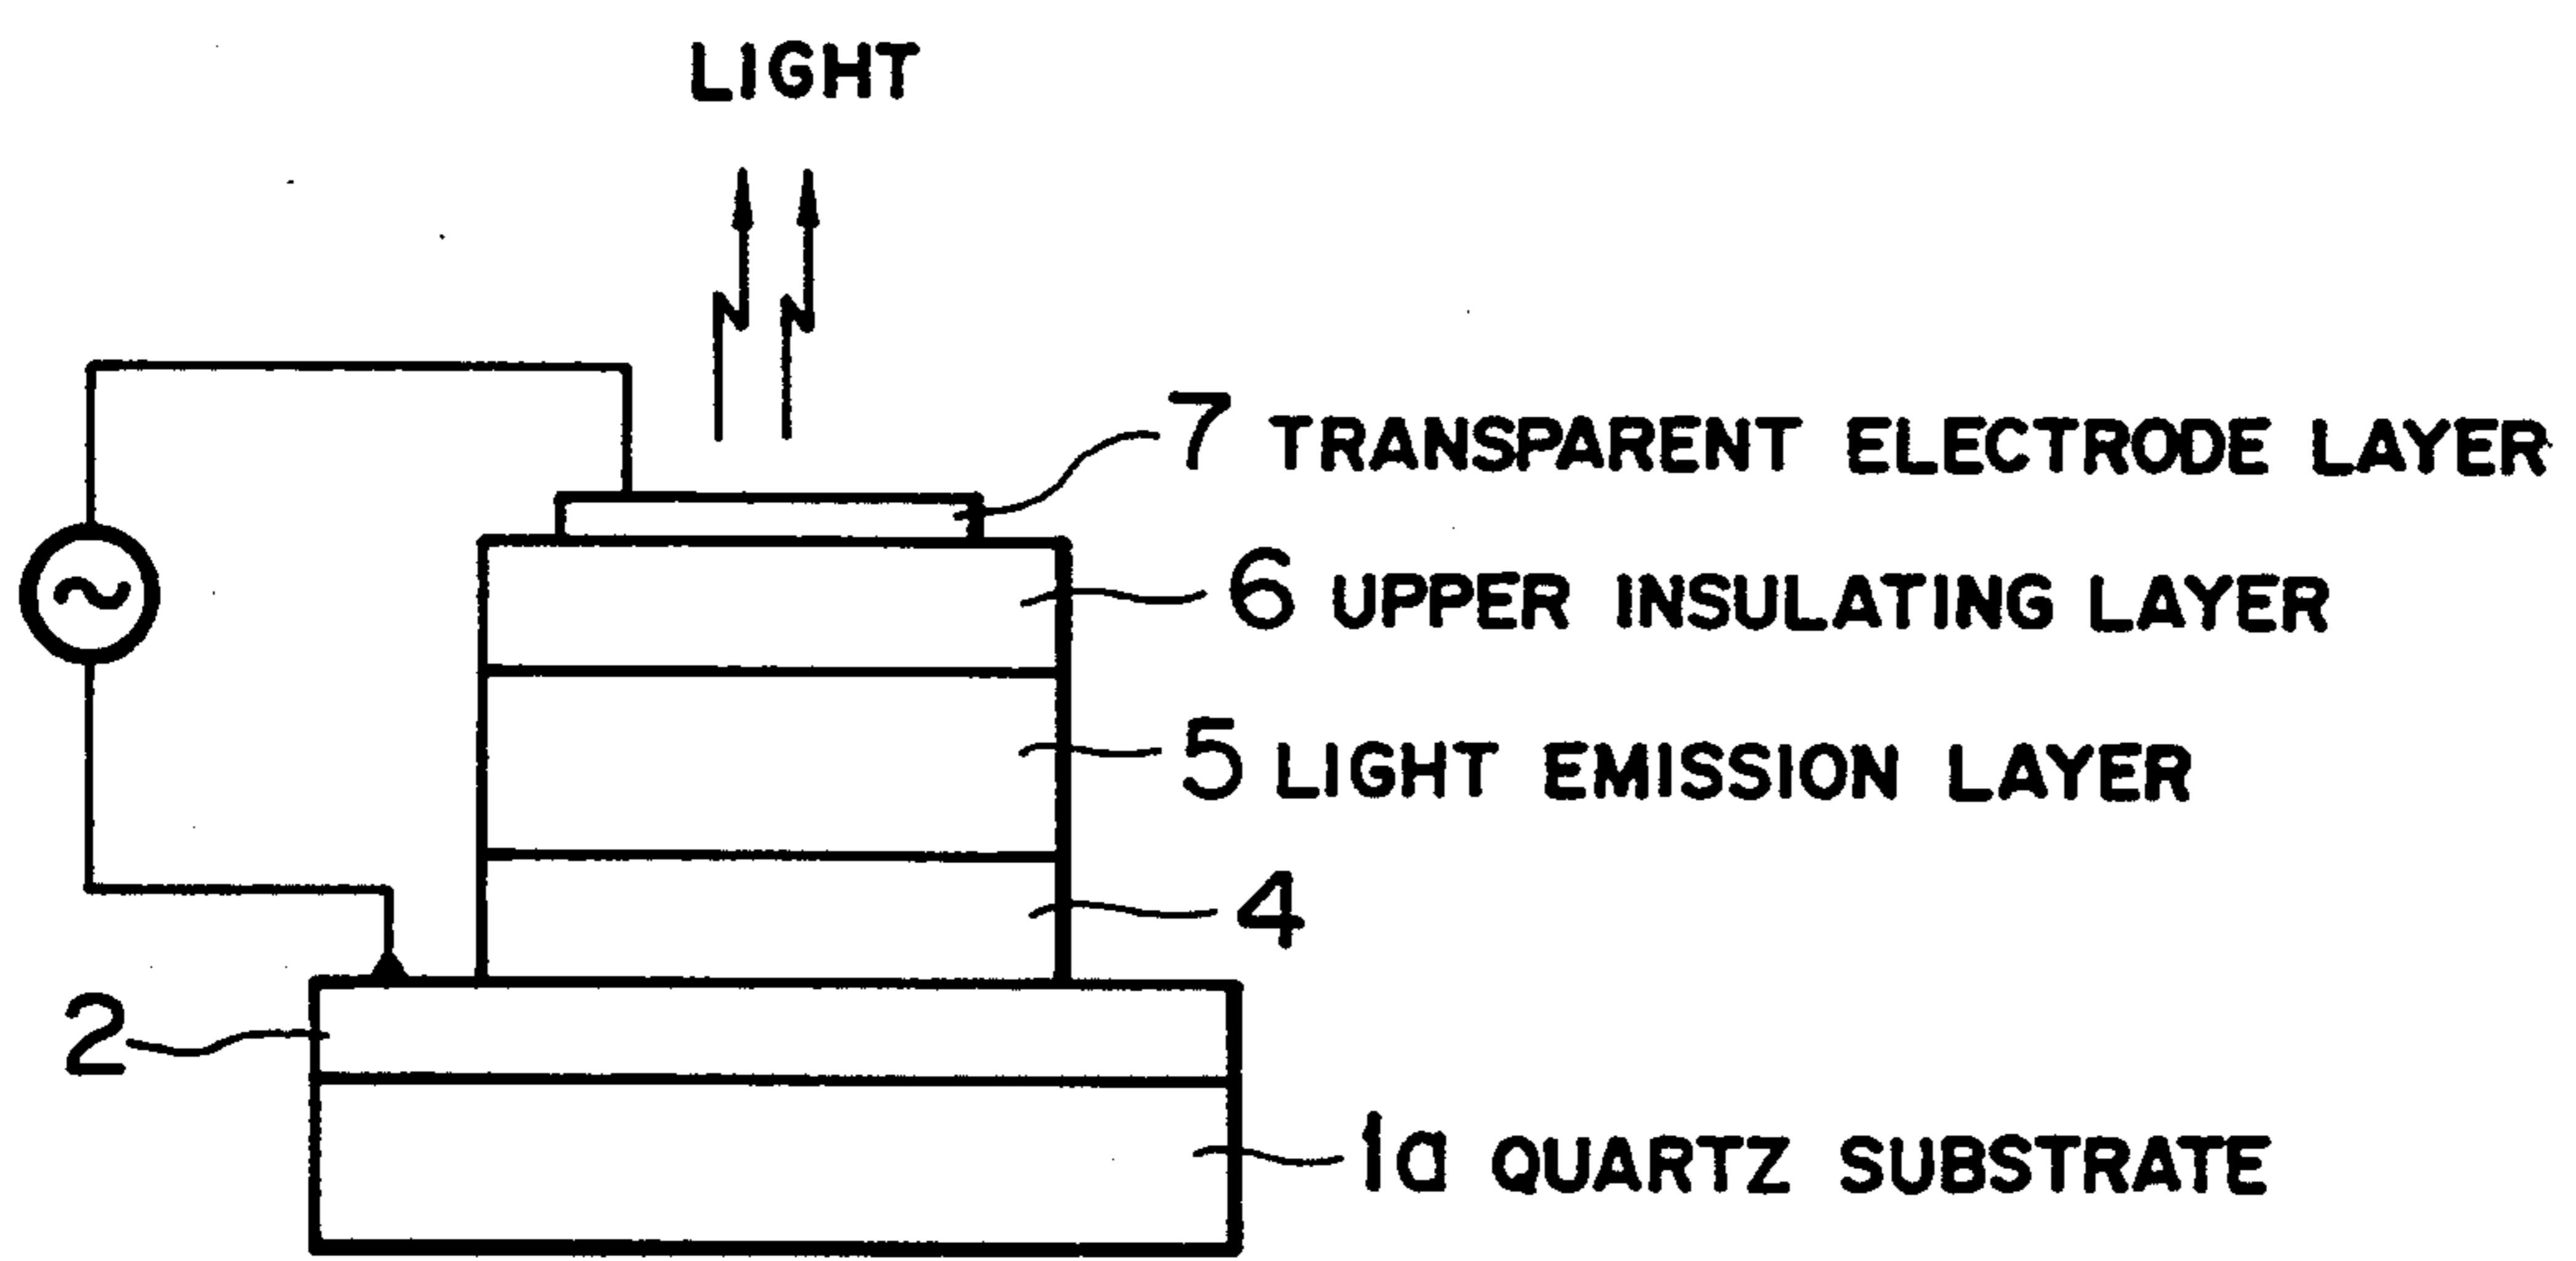 LIGHT
7 TRANSPARENT ELECTRODE LAYER
6 UPPER INSULATING LAYER
5 LIGHT EMISSION LAYER
4
2
1a QUARTZ SUBSTRATE